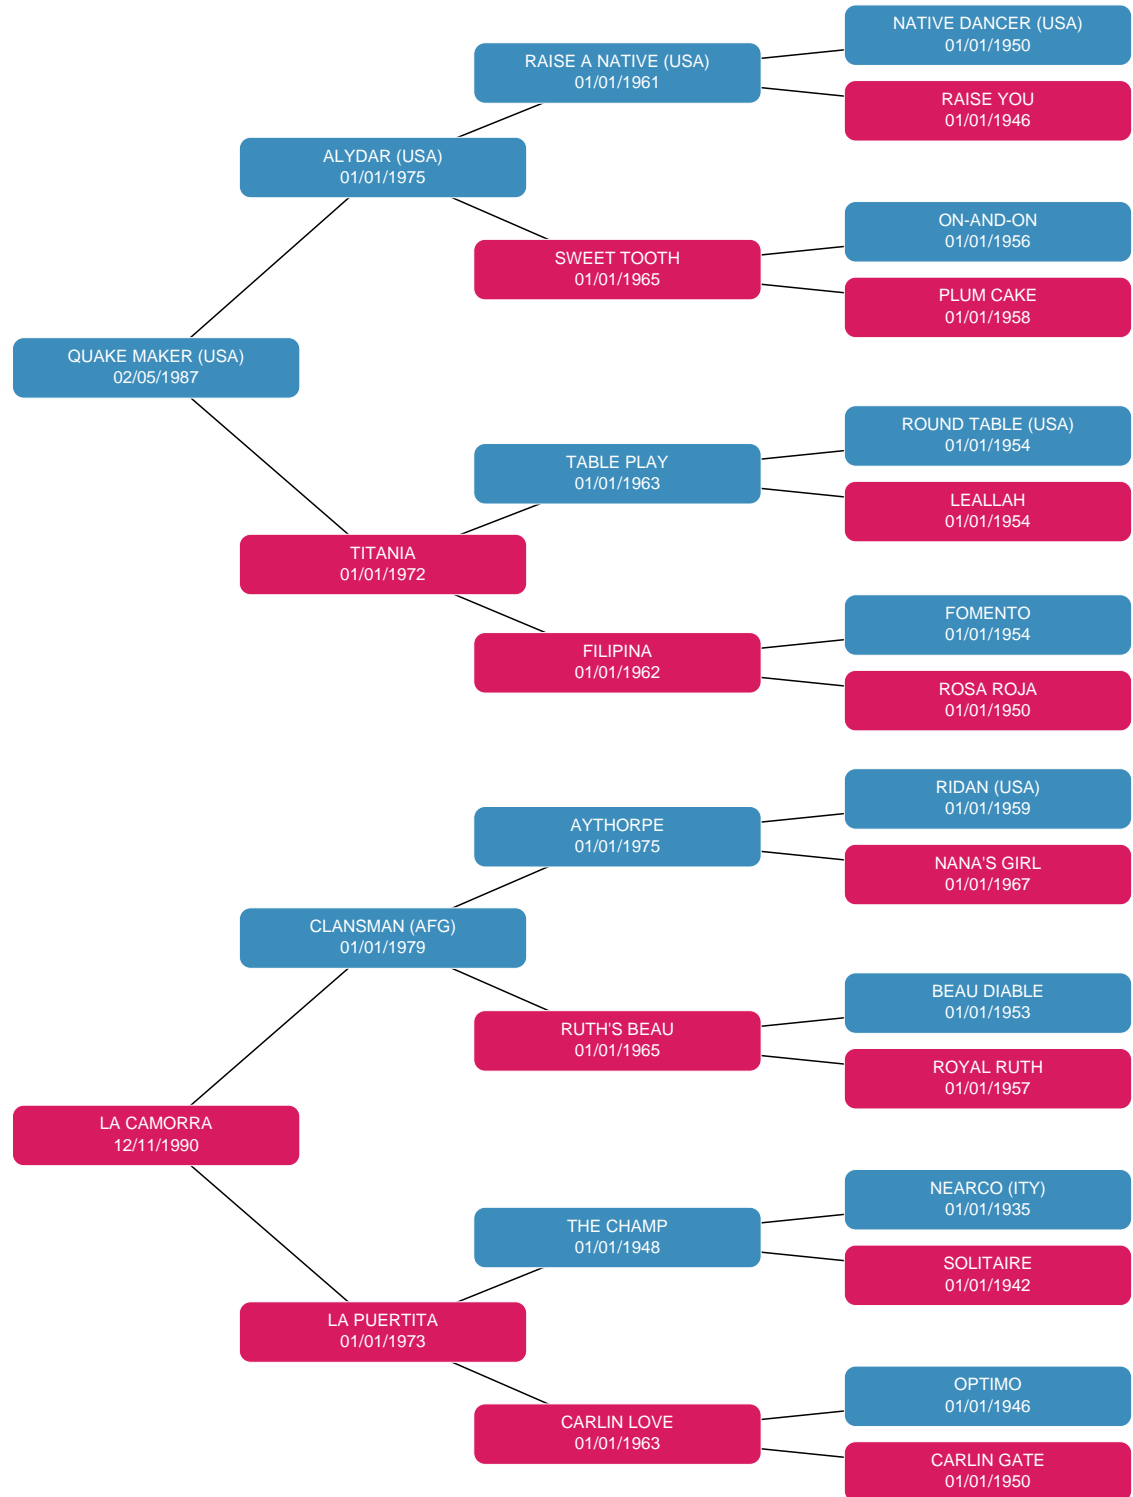 NATIVE DANCER (USA)
01/01/1950
RAISE A NATIVE (USA)
01/01/1961
RAISE YOU
01/01/1946
ALYDAR (USA)
01/01/1975
ON-AND-ON
01/01/1956
SWEET TOOTH
01/01/1965
PLUM CAKE
01/01/1958
QUAKE MAKER (USA)
02/05/1987
ROUND TABLE (USA)
01/01/1954
TABLE PLAY
01/01/1963
LEALLAH
01/01/1954
TITANIA
01/01/1972
FOMENTO
01/01/1954
FILIPINA
01/01/1962
ROSA ROJA
01/01/1950
RIDAN (USA)
01/01/1959
AYTHORPE
01/01/1975
NANA'S GIRL
01/01/1967
CLANSMAN (AFG)
01/01/1979
BEAU DIABLE
01/01/1953
RUTH'S BEAU
01/01/1965
ROYAL RUTH
01/01/1957
LA CAMORRA
12/11/1990
NEARCO (ITY)
01/01/1935
THE CHAMP
01/01/1948
SOLITAIRE
01/01/1942
LA PUERTITA
01/01/1973
OPTIMO
01/01/1946
CARLIN LOVE
01/01/1963
CARLIN GATE
01/01/1950